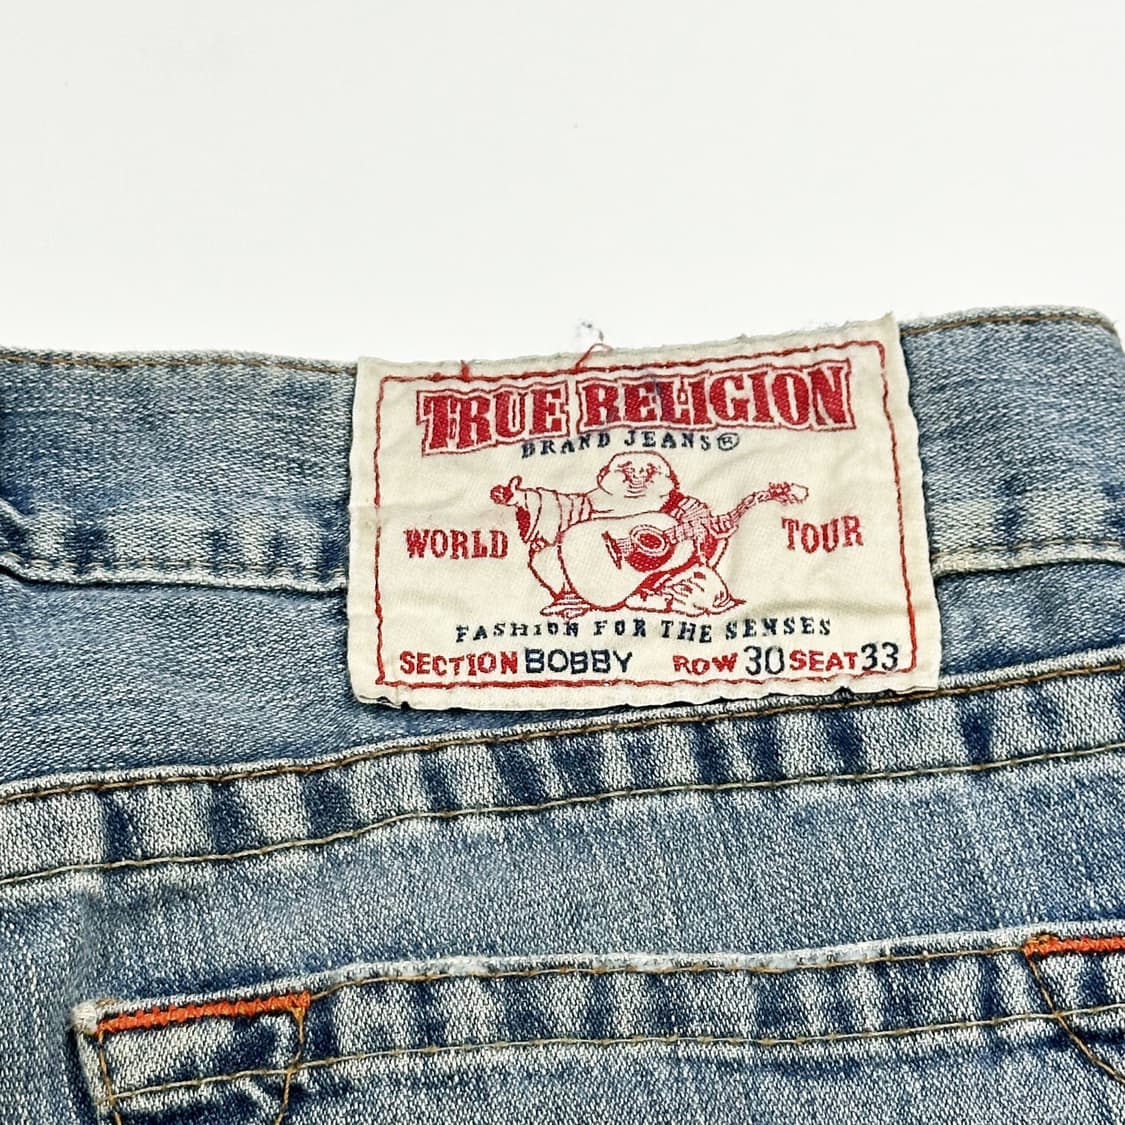 TRUE RELIGION
BRAND JEANS®
WORLD TOUR
FASHION FOR THE SENSES
SECTION BOBBY ROW 30 SEAT 33